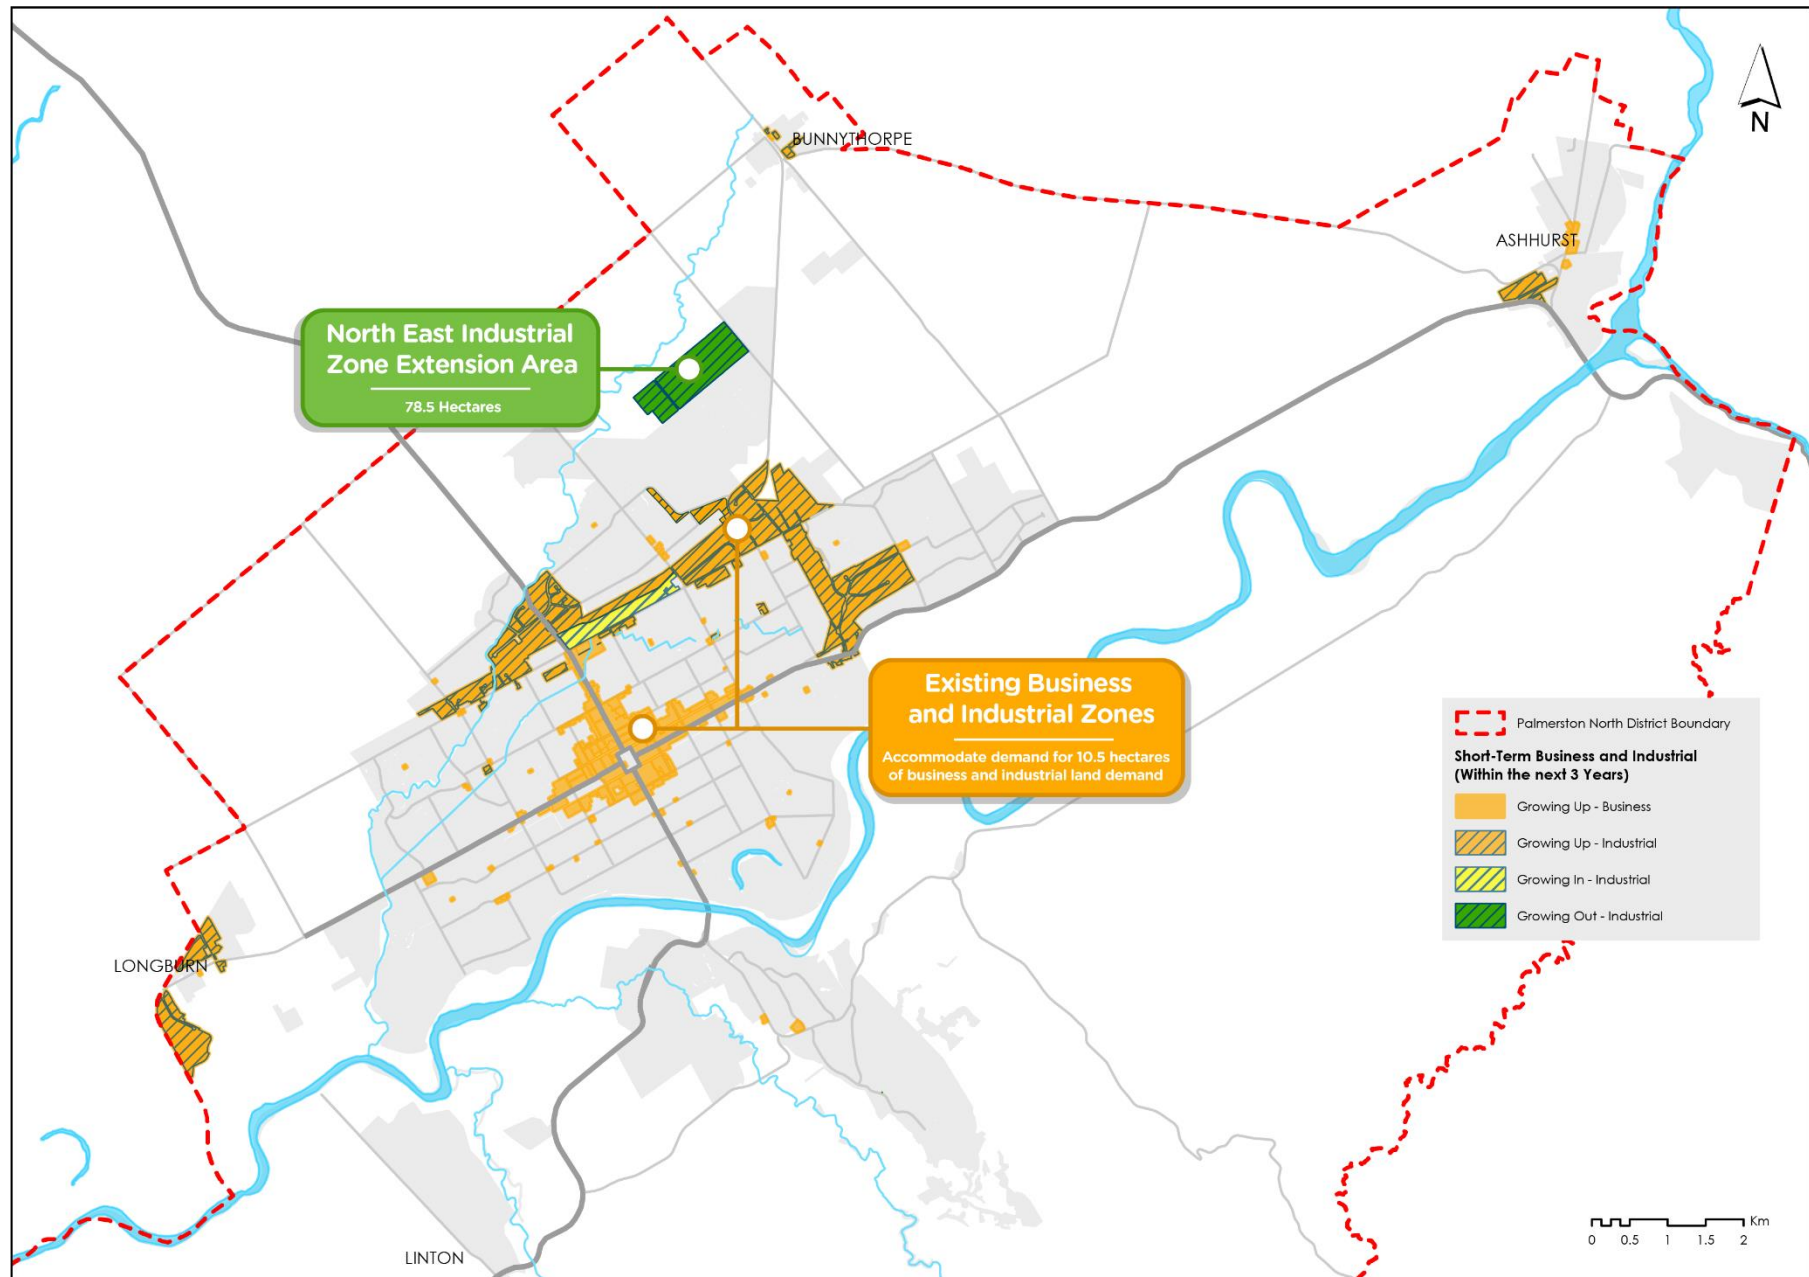 N
BUNNYTHORPE
ASHHURST
North East Industrial
Zone Extension Area
78.5 Hectares
Existing Business
and Industrial Zones
Accommodate demand for 10.5 hectares
of business and industrial land demand
Palmerston North District Boundary
Short-Term Business and Industrial
(Within the next 3 Years)
Growing Up - Business
Growing Up - Industrial
Growing In - Industrial
Growing Out - Industrial
LONGBURN
LINTON
Km
0 0.5 1 1.5 2